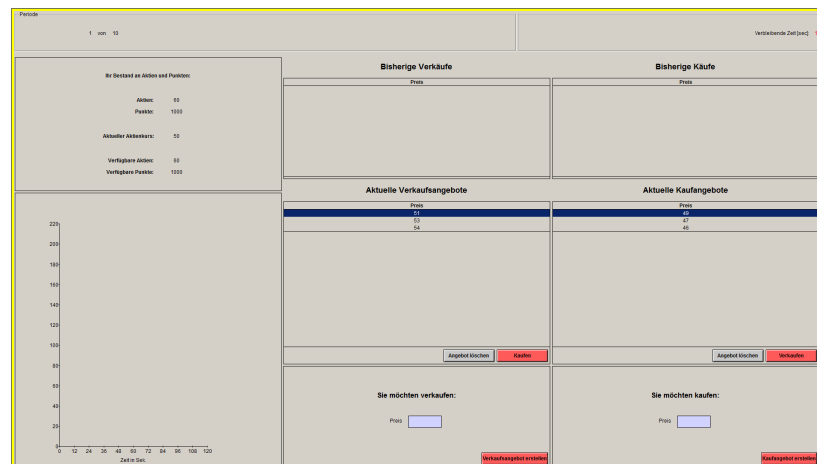 Periode
1 von 10
Verbleibende Zeit [sec]:
Ihr Bestand an Aktien und Punkten:
Aktien: 60
Punkte: 1000
Aktueller Aktienkurs: 50
Verfügbare Aktien: 60
Verfügbare Punkte: 1000
Bisherige Verkäufe
Preis
Bisherige Käufe
Preis
Aktuelle Verkaufsangebote
Preis
51
53
54
Angebot löschen Kaufen
Aktuelle Kaufangebote
Preis
49
47
46
Angebot löschen Verkaufen
220
200
180
160
140
120
100
80
60
40
20
0
0 12 24 36 48 60 72 84 96 108 120
Zeit in Sek.
Sie möchten verkaufen:
Preis
Verkaufsangebot erstellen
Sie möchten kaufen:
Preis
Kaufangebot erstellen